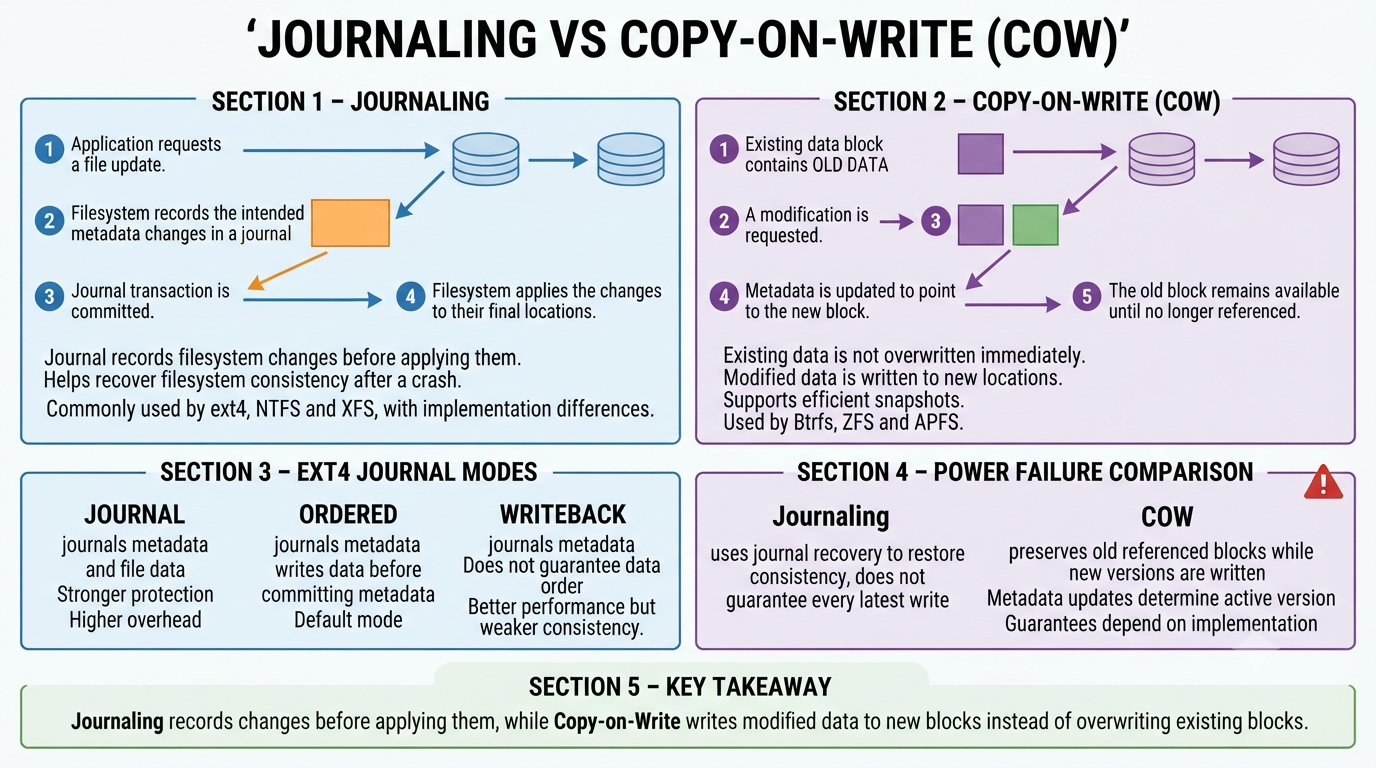 ‘JOURNALING VS COPY-ON-WRITE (COW)’
SECTION 1 – JOURNALING
1 Application requests
a file update.
2 Filesystem records the intended
metadata changes in a journal
3 Journal transaction is
committed.
4 Filesystem applies the changes
to their final locations.
Journal records filesystem changes before applying them.
Helps recover filesystem consistency after a crash.
Commonly used by ext4, NTFS and XFS, with implementation differences.
SECTION 2 – COPY-ON-WRITE (COW)
1 Existing data block
contains OLD DATA
2 A modification is
requested.
3
4 Metadata is updated to point
to the new block.
5 The old block remains available
until no longer referenced.
Existing data is not overwritten immediately.
Modified data is written to new locations.
Supports efficient snapshots.
Used by Btrfs, ZFS and APFS.
SECTION 3 – EXT4 JOURNAL MODES
JOURNAL
journals metadata
and file data
Stronger protection
Higher overhead
ORDERED
journals metadata
writes data before
committing metadata
Default mode
WRITEBACK
journals metadata
Does not guarantee data
order
Better performance but
weaker consistency.
SECTION 4 – POWER FAILURE COMPARISON
!
Journaling
uses journal recovery to restore
consistency, does not
guarantee every latest write
COW
preserves old referenced blocks while
new versions are written
Metadata updates determine active version
Guarantees depend on implementation
SECTION 5 – KEY TAKEAWAY
Journaling records changes before applying them, while Copy-on-Write writes modified data to new blocks instead of overwriting existing blocks.